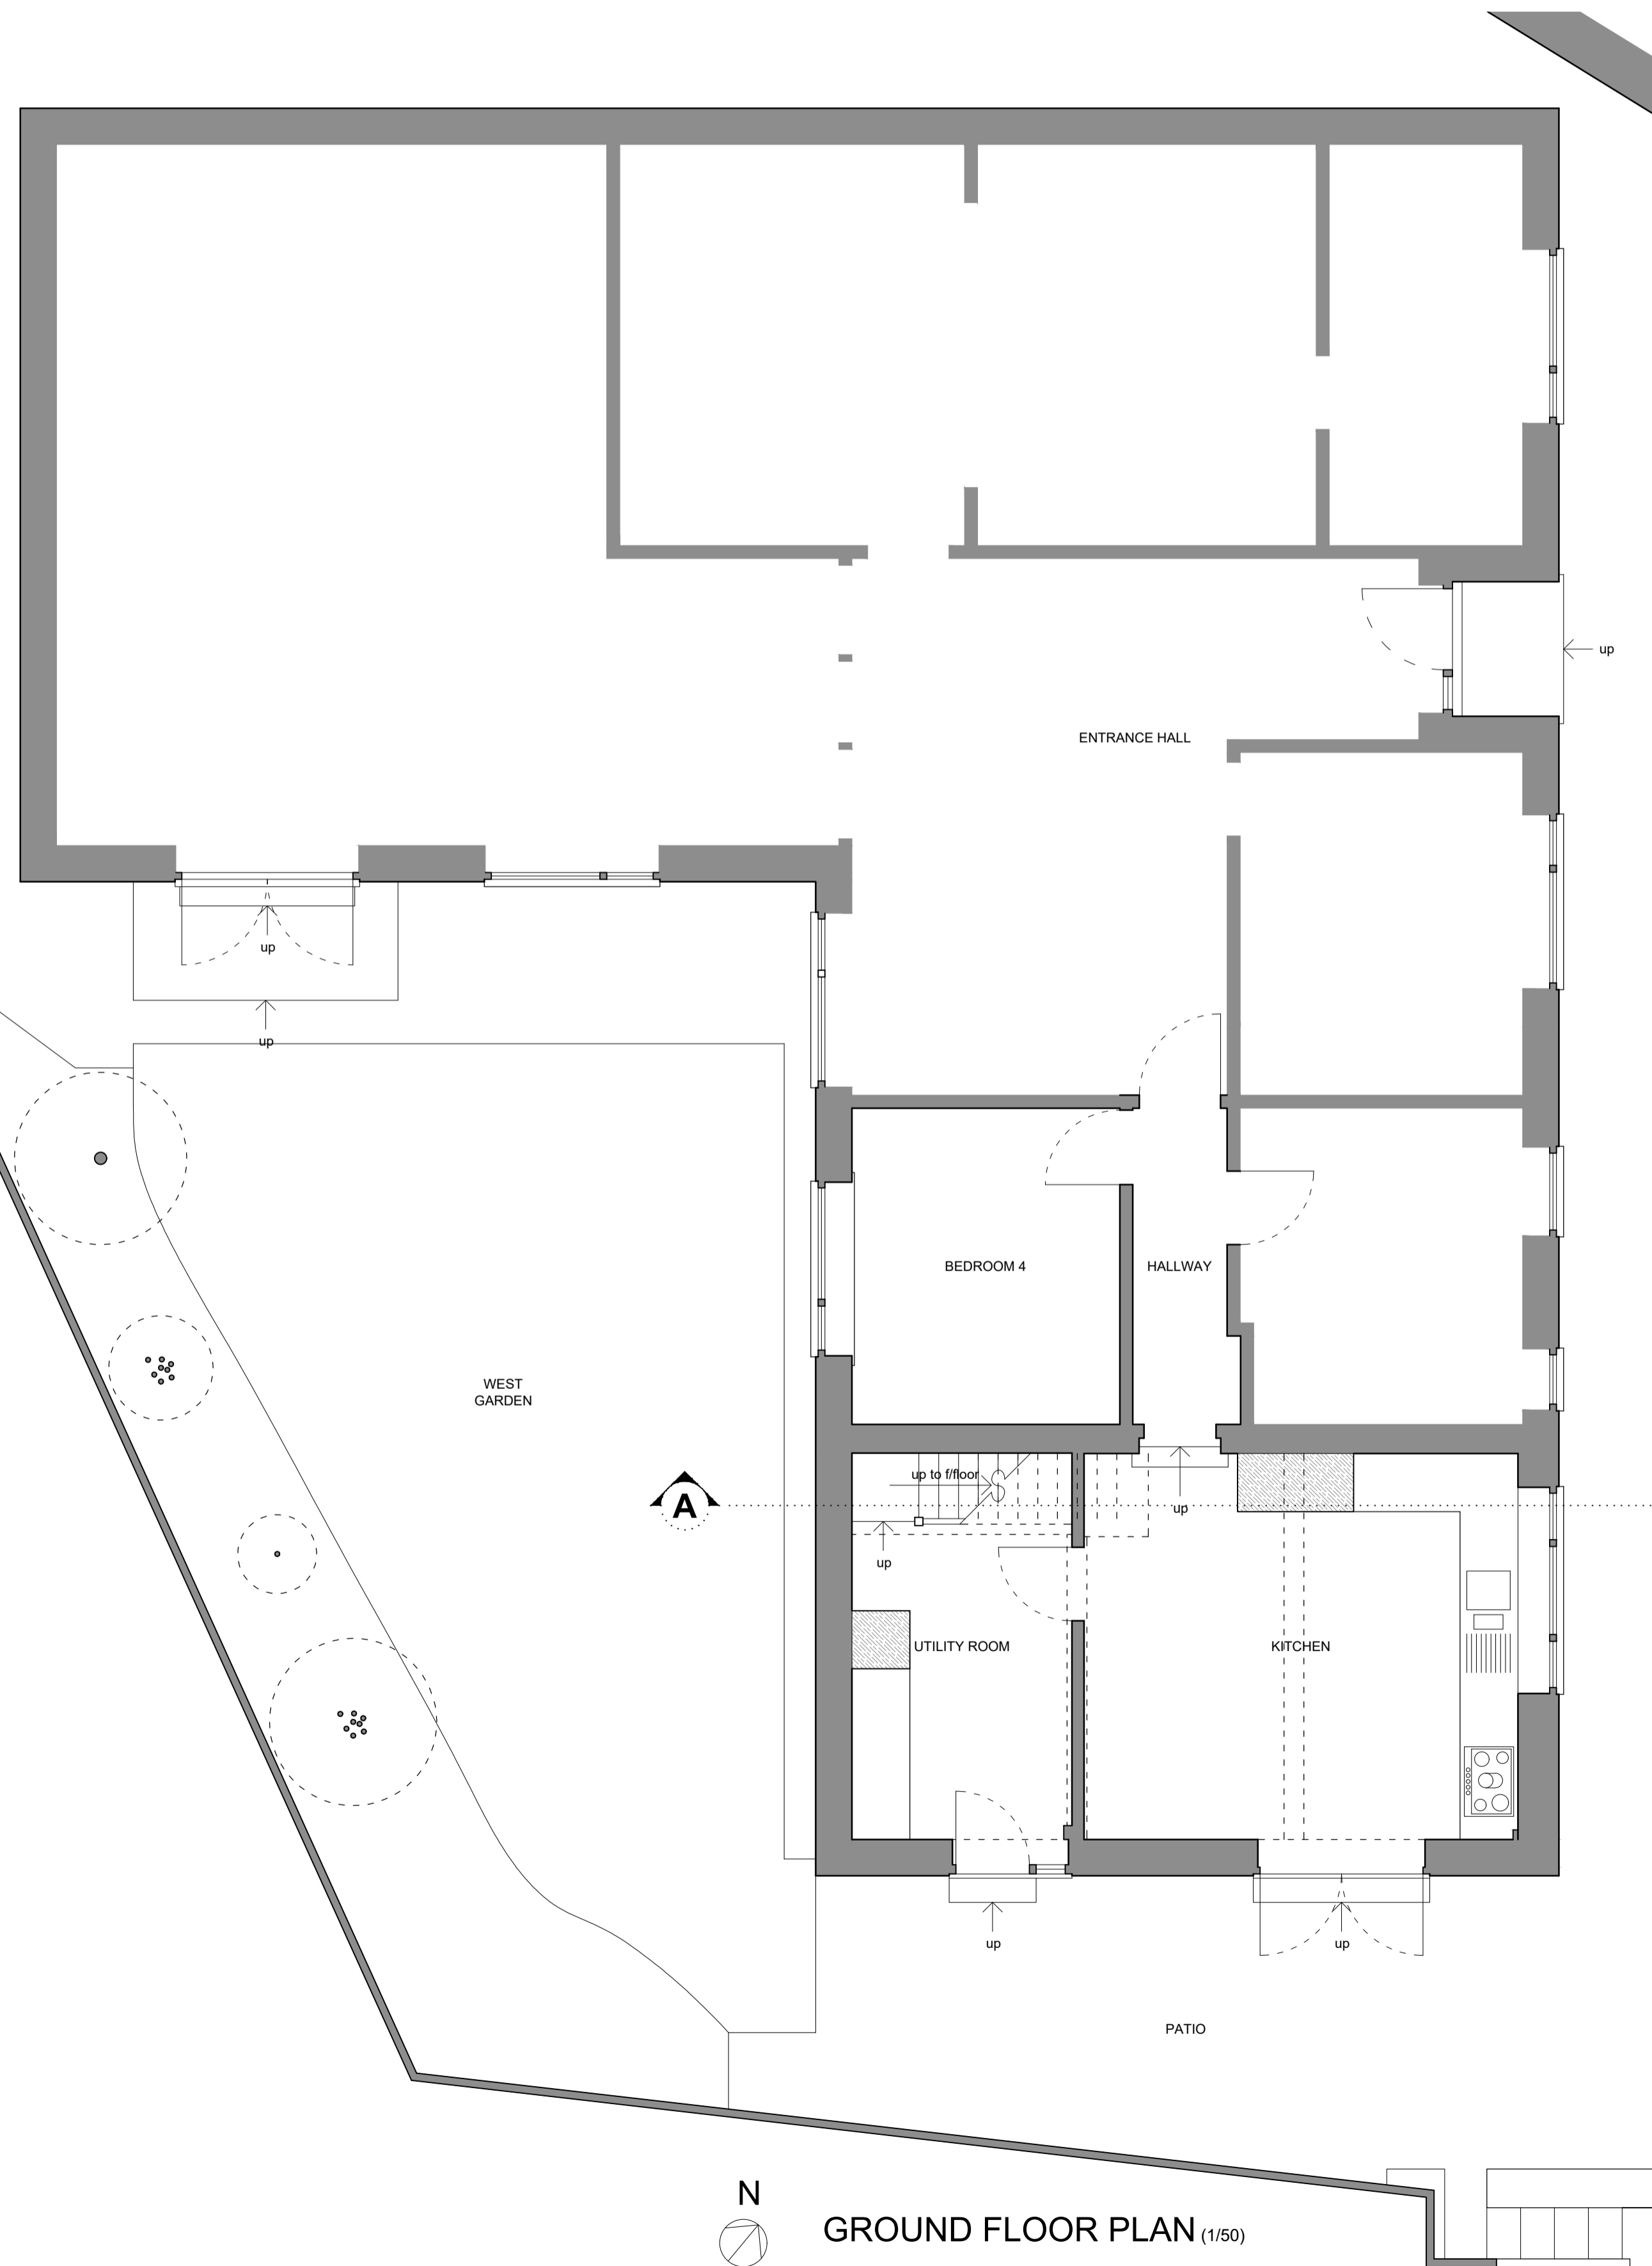 up
ENTRANCE HALL
up
up
BEDROOM 4
HALLWAY
WEST
GARDEN
up to f/floor
A
up
up
UTILITY ROOM
KITCHEN
up
up
PATIO
N
GROUND FLOOR PLAN (1/50)